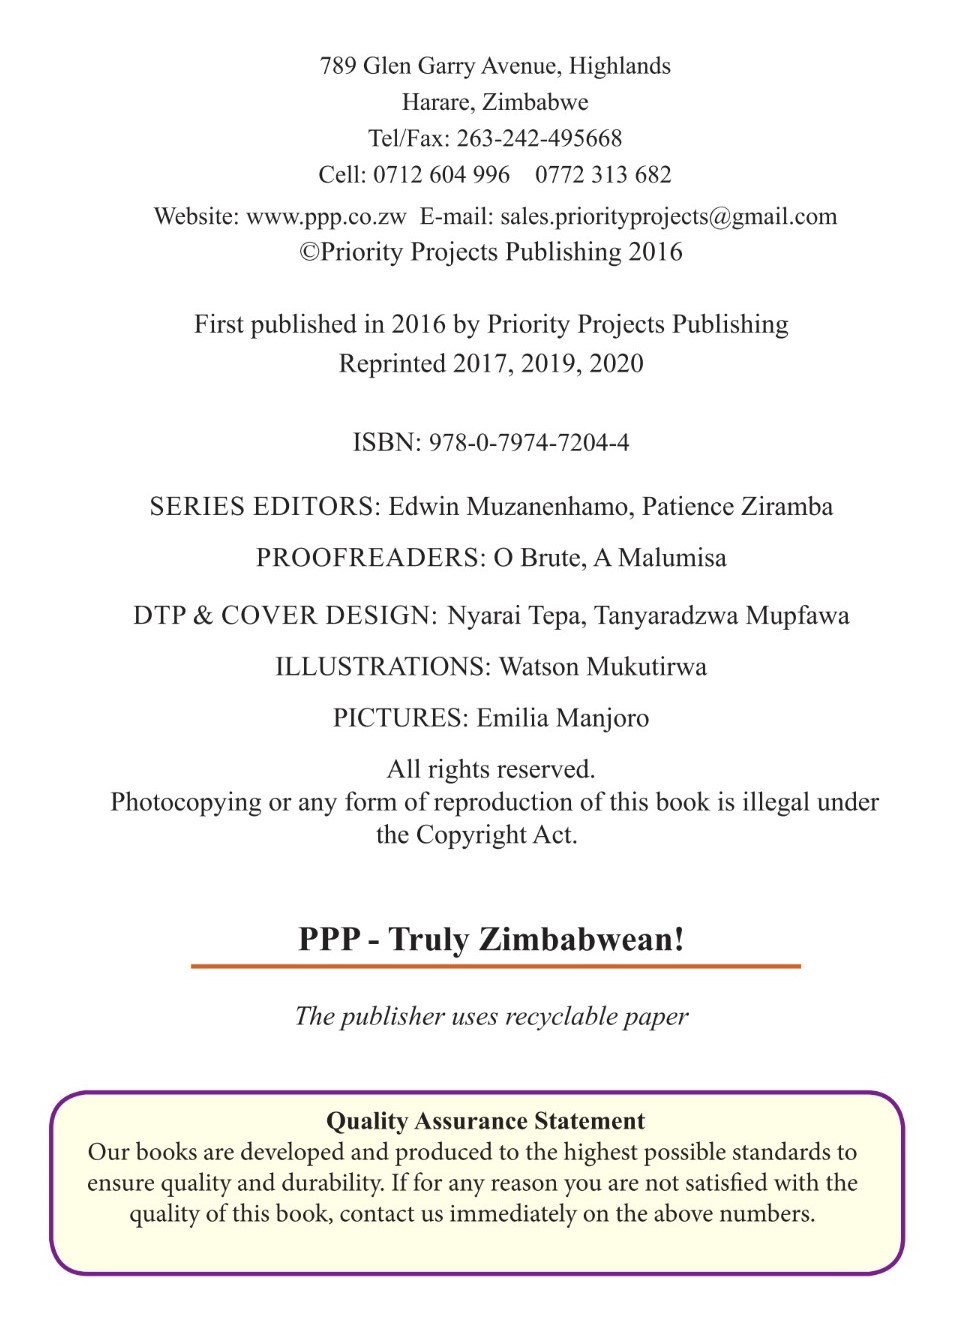 789 Glen Garry Avenue, Highlands
Harare, Zimbabwe
Tel/Fax: 263-242-495668
Cell: 0712 604 996    0772 313 682
Website: www.ppp.co.zw  E-mail: sales.priorityprojects@gmail.com
©Priority Projects Publishing 2016
First published in 2016 by Priority Projects Publishing
Reprinted 2017, 2019, 2020
ISBN: 978-0-7974-7204-4
SERIES EDITORS: Edwin Muzanenhamo, Patience Ziramba
PROOFREADERS: O Brute, A Malumisa
DTP & COVER DESIGN: Nyarai Tepa, Tanyaradzwa Mupfawa
ILLUSTRATIONS: Watson Mukutirwa
PICTURES: Emilia Manjoro
All rights reserved.
Photocopying or any form of reproduction of this book is illegal under
the Copyright Act.
PPP - Truly Zimbabwean!
The publisher uses recyclable paper
Quality Assurance Statement
Our books are developed and produced to the highest possible standards to
ensure quality and durability. If for any reason you are not satisfied with the
quality of this book, contact us immediately on the above numbers.